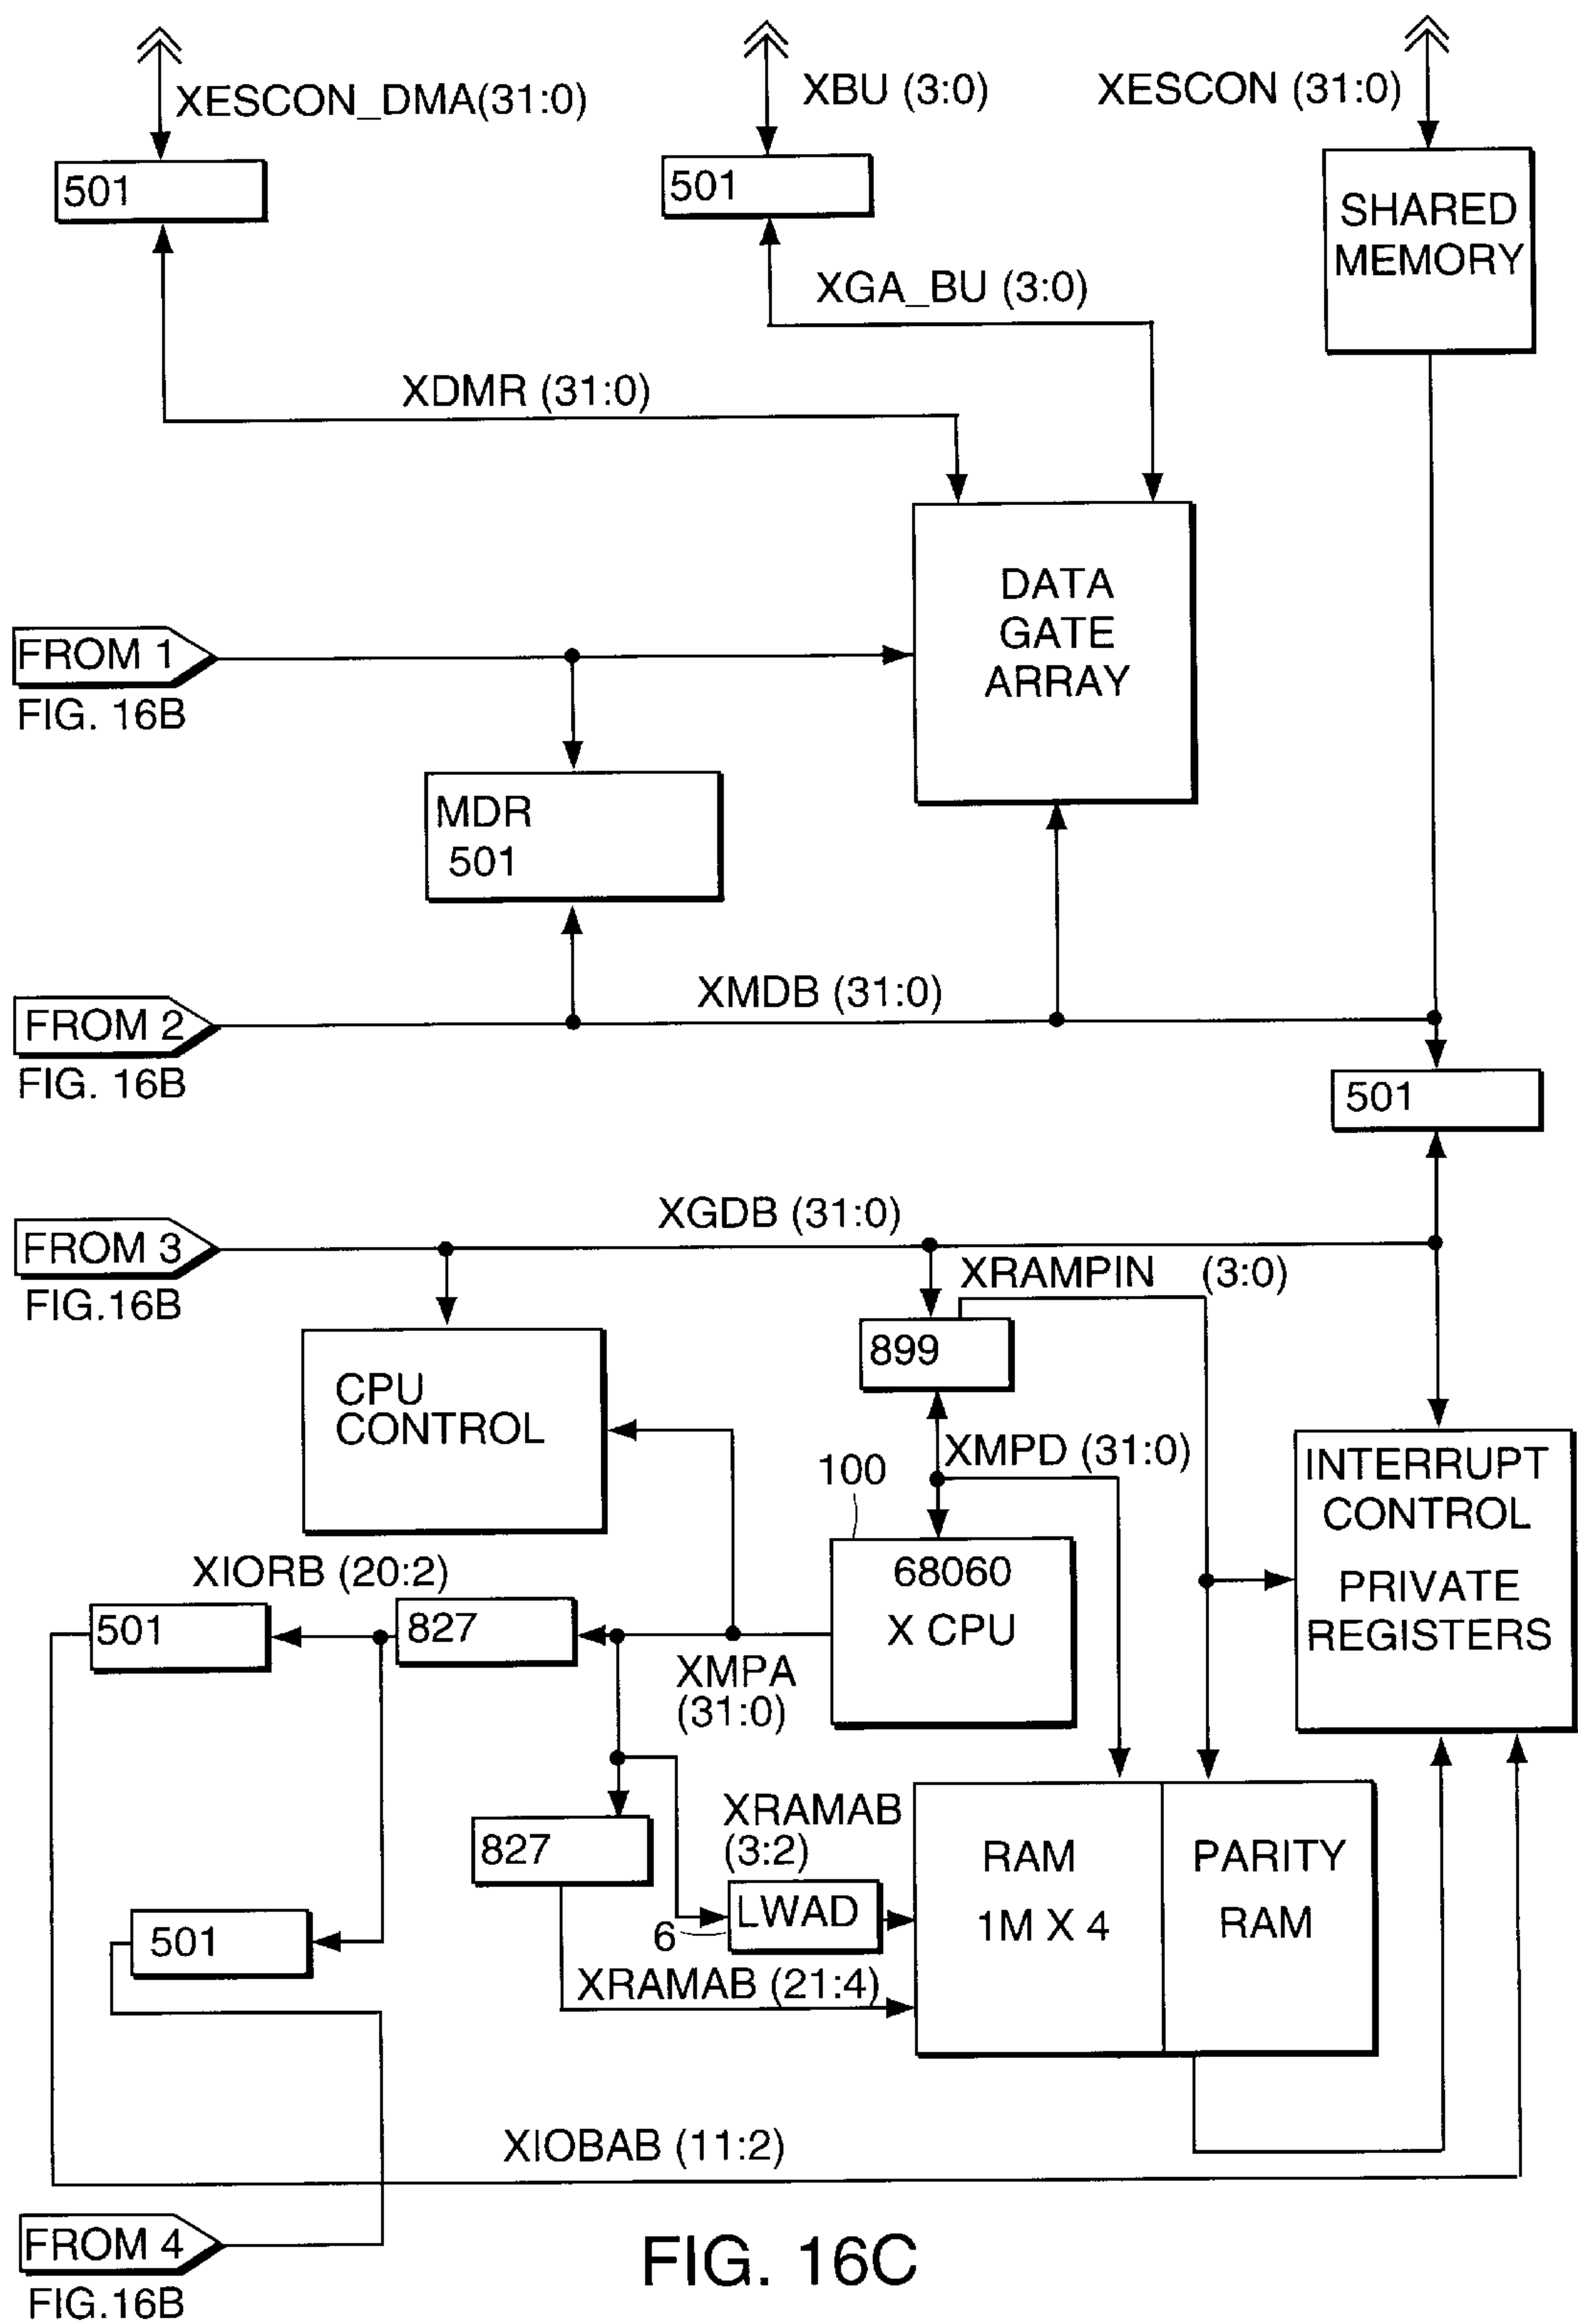 XESCON_DMA(31:0)
XBU (3:0)
XESCON (31:0)
501
501
SHARED
MEMORY
XGA_BU (3:0)
XDMR (31:0)
DATA
GATE
ARRAY
FROM 1
FIG. 16B
MDR
501
XMDB (31:0)
FROM 2
FIG. 16B
501
XGDB (31:0)
FROM 3
FIG.16B
XRAMPIN (3:0)
899
CPU
CONTROL
XMPD (31:0)
100
INTERRUPT
CONTROL
PRIVATE
REGISTERS
68060
X CPU
XIORB (20:2)
501
827
XMPA
(31:0)
XRAMAB
(3:2)
827
LWAD
6
RAM
1M X 4
PARITY
RAM
501
XRAMAB (21:4)
XIOBAB (11:2)
FROM 4
FIG.16B
FIG. 16C